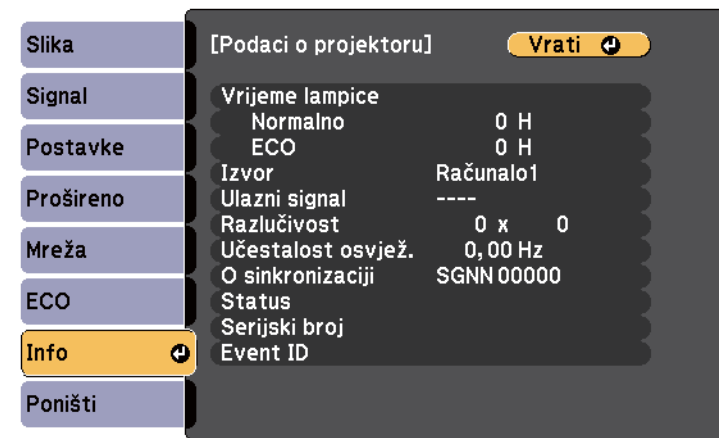 Slika
Signal
Postavke
Prošireno
Mreža
ECO
Info
Poništi
[Podaci o projektoru] Vrati
Vrijeme lampice
Normalno 0 H
ECO 0 H
Izvor Računalo1
Ulazni signal ----
Razlučivost 0 x 0
Učestalost osvjež. 0,00 Hz
O sinkronizaciji SGNN 00000
Status
Serijski broj
Event ID